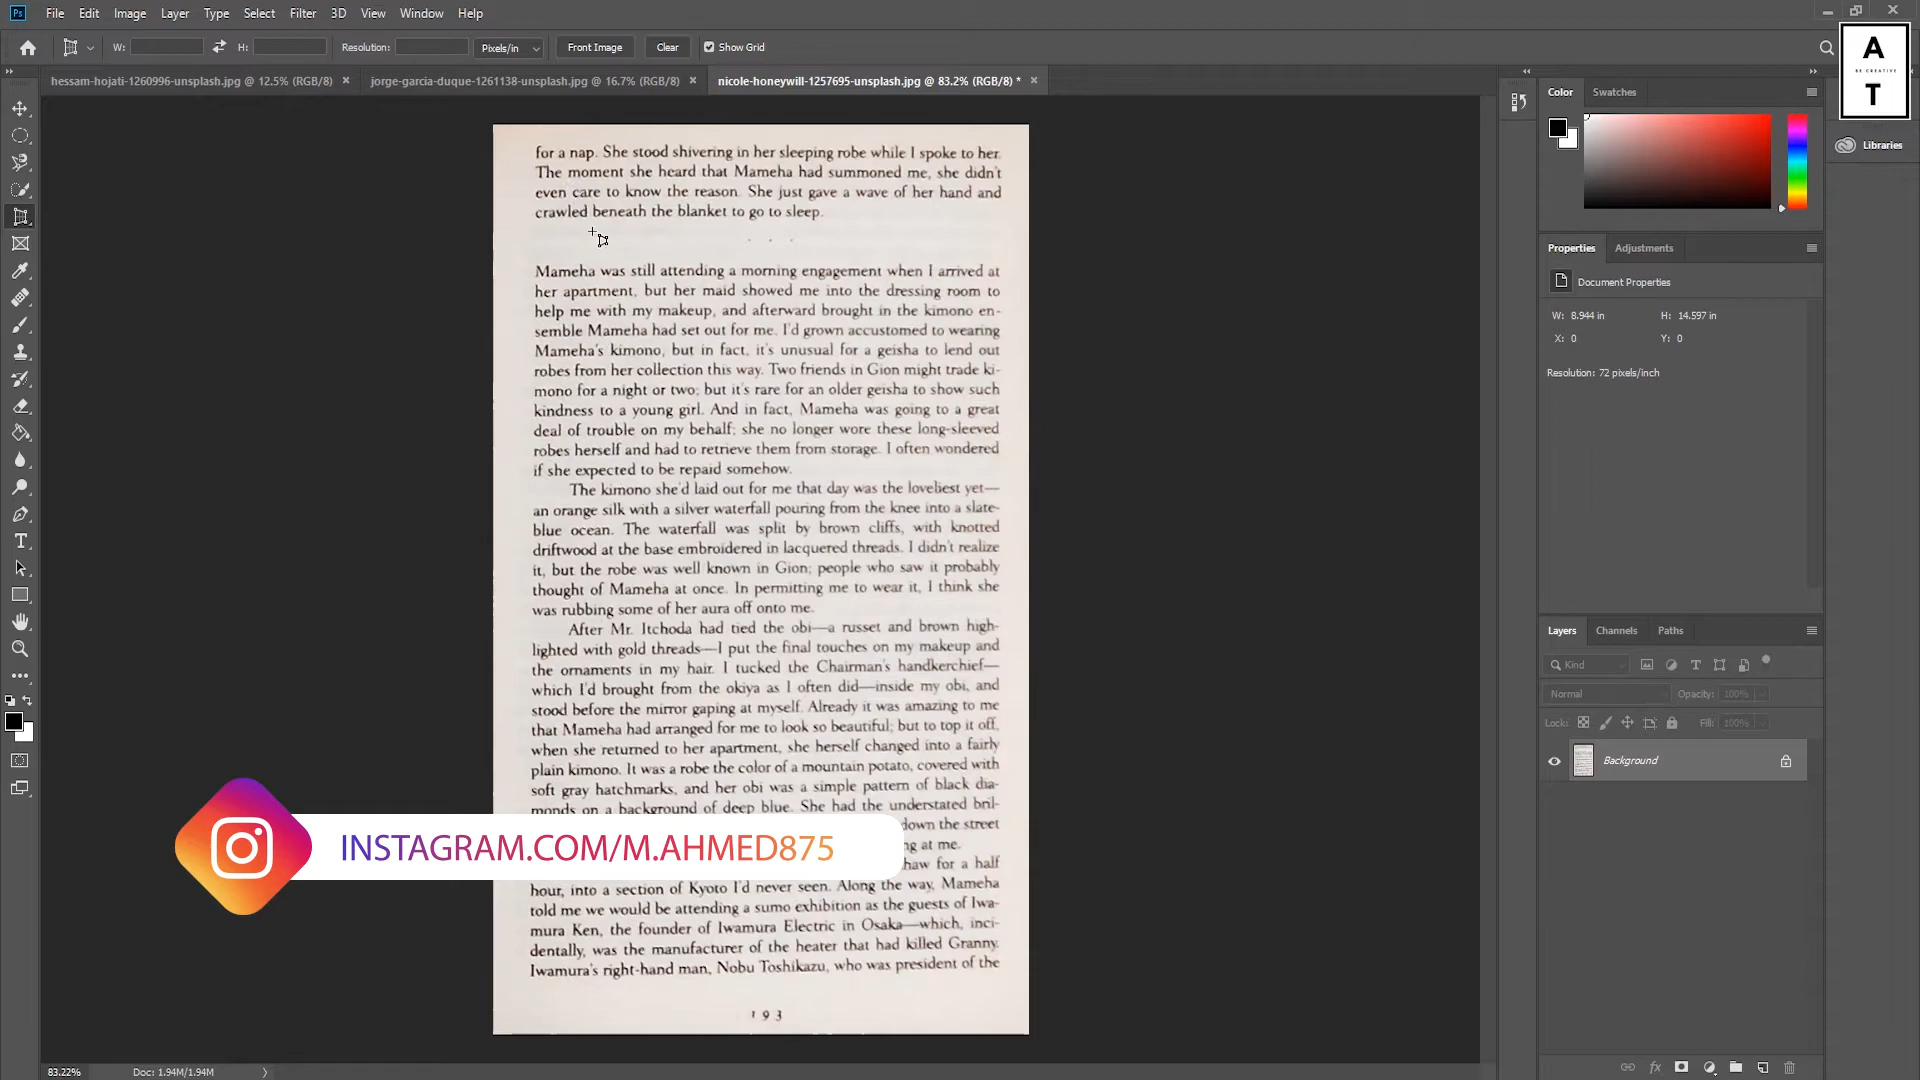 Ps File Edit Image Layer Type Select Filter 3D View Window Help
W: H: Resolution: Pixels/in Front Image Clear Show Grid
A
BE CREATIVE
T
hessam-hojati-1260996-unsplash.jpg @ 12.5% (RGB/8) jorge-garcia-duque-1261138-unsplash.jpg @ 16.7% (RGB/8) nicole-honeywill-1257695-unsplash.jpg @ 83.2% (RGB/8) *
for a nap. She stood shivering in her sleeping robe while I spoke to her.
The moment she heard that Mameha had summoned me, she didn't
even care to know the reason. She just gave a wave of her hand and
crawled beneath the blanket to go to sleep.
. . .
Mameha was still attending a morning engagement when I arrived at
her apartment, but her maid showed me into the dressing room to
help me with my makeup, and afterward brought in the kimono en-
semble Mameha had set out for me. I'd grown accustomed to wearing
Mameha's kimono, but in fact, it's unusual for a geisha to lend out
robes from her collection this way. Two friends in Gion might trade ki-
mono for a night or two; but it's rare for an older geisha to show such
kindness to a young girl. And in fact, Mameha was going to a great
deal of trouble on my behalf; she no longer wore these long-sleeved
robes herself and had to retrieve them from storage. I often wondered
if she expected to be repaid somehow.
The kimono she'd laid out for me that day was the loveliest yet—
an orange silk with a silver waterfall pouring from the knee into a slate-
blue ocean. The waterfall was split by brown cliffs, with knotted
driftwood at the base embroidered in lacquered threads. I didn't realize
it, but the robe was well known in Gion; people who saw it probably
thought of Mameha at once. In permitting me to wear it, I think she
was rubbing some of her aura off onto me.
After Mr. Itchoda had tied the obi—a russet and brown high-
lighted with gold threads—I put the final touches on my makeup and
the ornaments in my hair. I tucked the Chairman's handkerchief—
which I'd brought from the okiya as I often did—inside my obi, and
stood before the mirror gaping at myself. Already it was amazing to me
that Mameha had arranged for me to look so beautiful; but to top it off,
when she returned to her apartment, she herself changed into a fairly
plain kimono. It was a robe the color of a mountain potato, covered with
soft gray hatchmarks, and her obi was a simple pattern of black dia-
monds on a background of deep blue. She had the understated bril-
down the street
ng at me.
haw for a half
hour, into a section of Kyoto I'd never seen. Along the way, Mameha
told me we would be attending a sumo exhibition as the guests of Iwa-
mura Ken, the founder of Iwamura Electric in Osaka—which, inci-
dentally, was the manufacturer of the heater that had killed Granny.
Iwamura's right-hand man, Nobu Toshikazu, who was president of the
193
INSTAGRAM.COM/M.AHMED875
Color Swatches
Libraries
Properties Adjustments
Document Properties
W: 8.944 in H: 14.597 in
X: 0 Y: 0
Resolution: 72 pixels/inch
Layers Channels Paths
Kind
Normal Opacity: 100%
Lock: Fill: 100%
Background
fx
83.22% Doc: 1.94M/1.94M